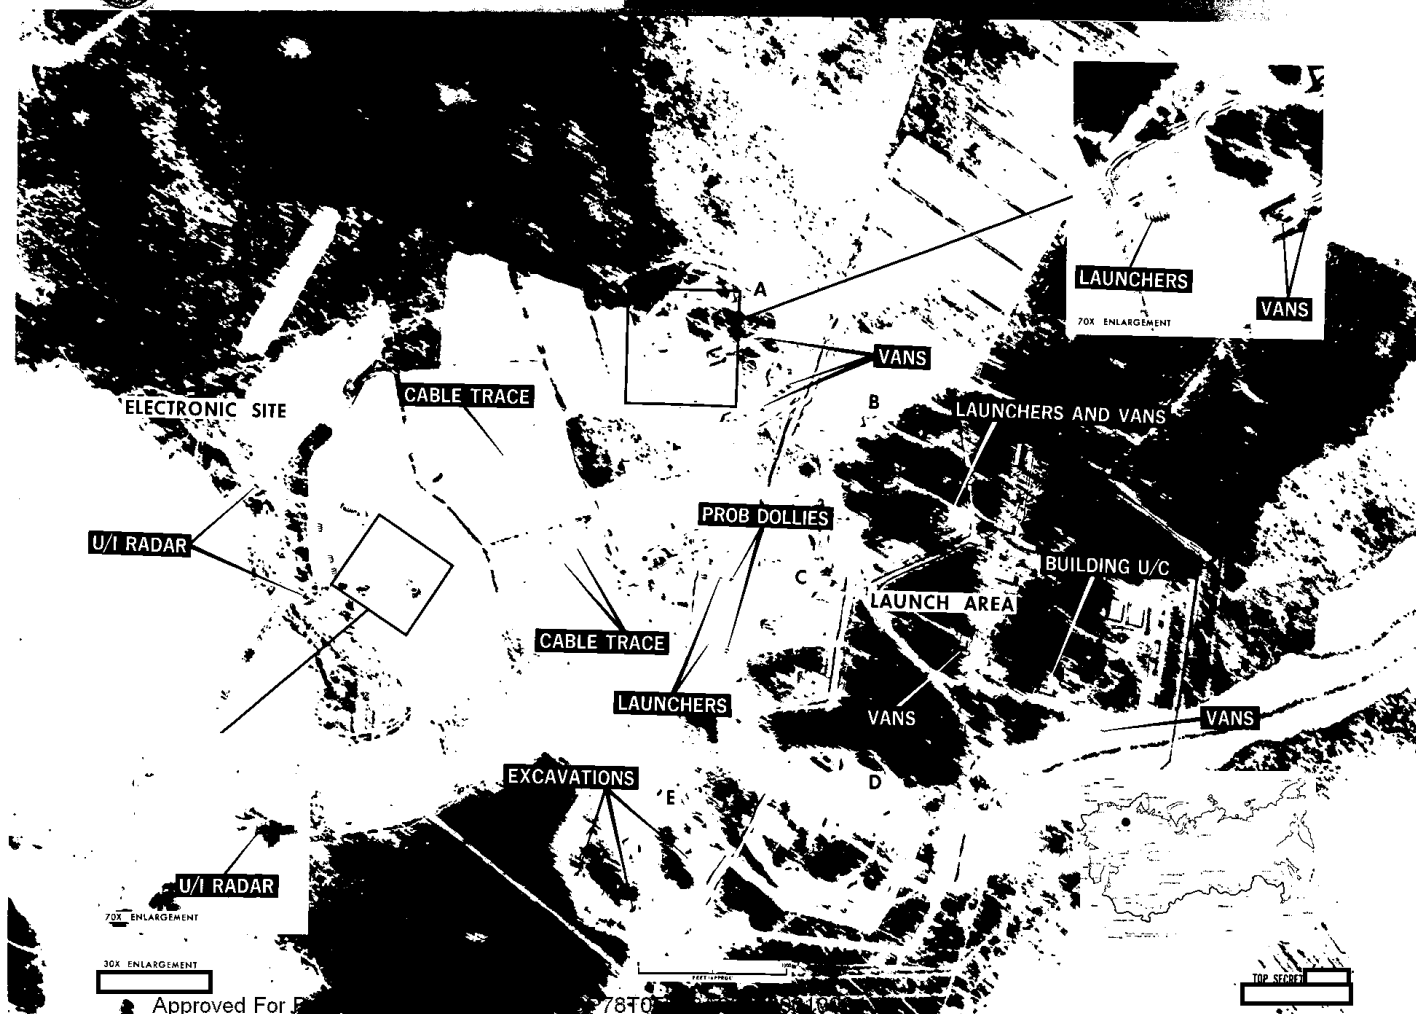 A
LAUNCHERS
VANS
70X ENLARGEMENT
VANS
CABLE TRACE
ELECTRONIC SITE
B
LAUNCHERS AND VANS
PROB DOLLIES
U/I RADAR
BUILDING U/C
C
LAUNCH AREA
CABLE TRACE
LAUNCHERS
VANS
VANS
EXCAVATIONS
E
D
U/I RADAR
70X ENLARGEMENT
30X ENLARGEMENT
TOP SECRET
Approved For